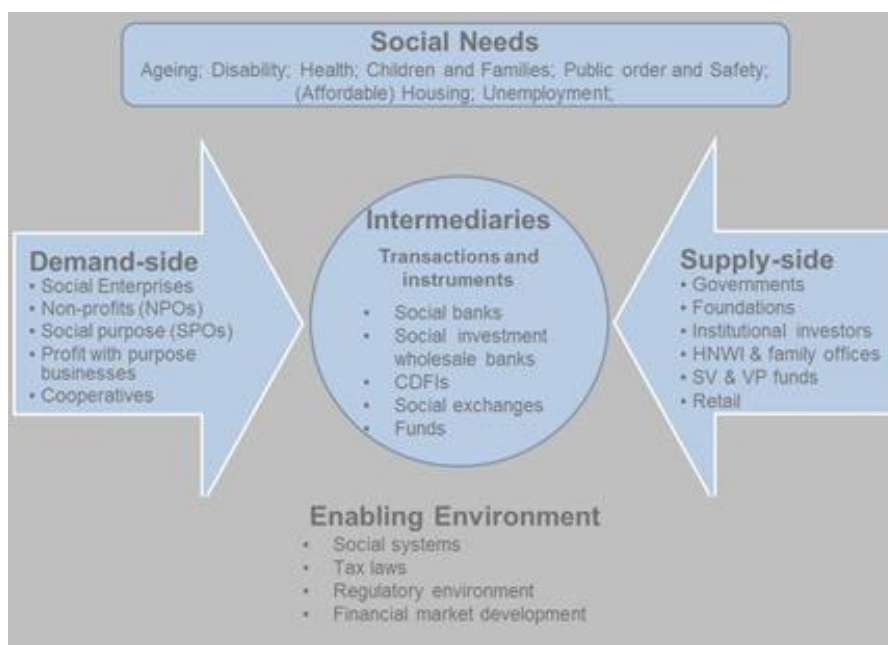 Social Needs
Ageing; Disability; Health; Children and Families; Public order and Safety;
(Affordable) Housing; Unemployment;
Demand-side
• Social Enterprises
• Non-profits (NPOs)
• Social purpose (SPOs)
• Profit with purpose
businesses
• Cooperatives
Intermediaries
Transactions and
instruments
• Social banks
• Social investment
wholesale banks
• CDFIs
• Social exchanges
• Funds
Supply-side
• Governments
• Foundations
• Institutional investors
• HNWI & family offices
• SV & VP funds
• Retail
Enabling Environment
• Social systems
• Tax laws
• Regulatory environment
• Financial market development